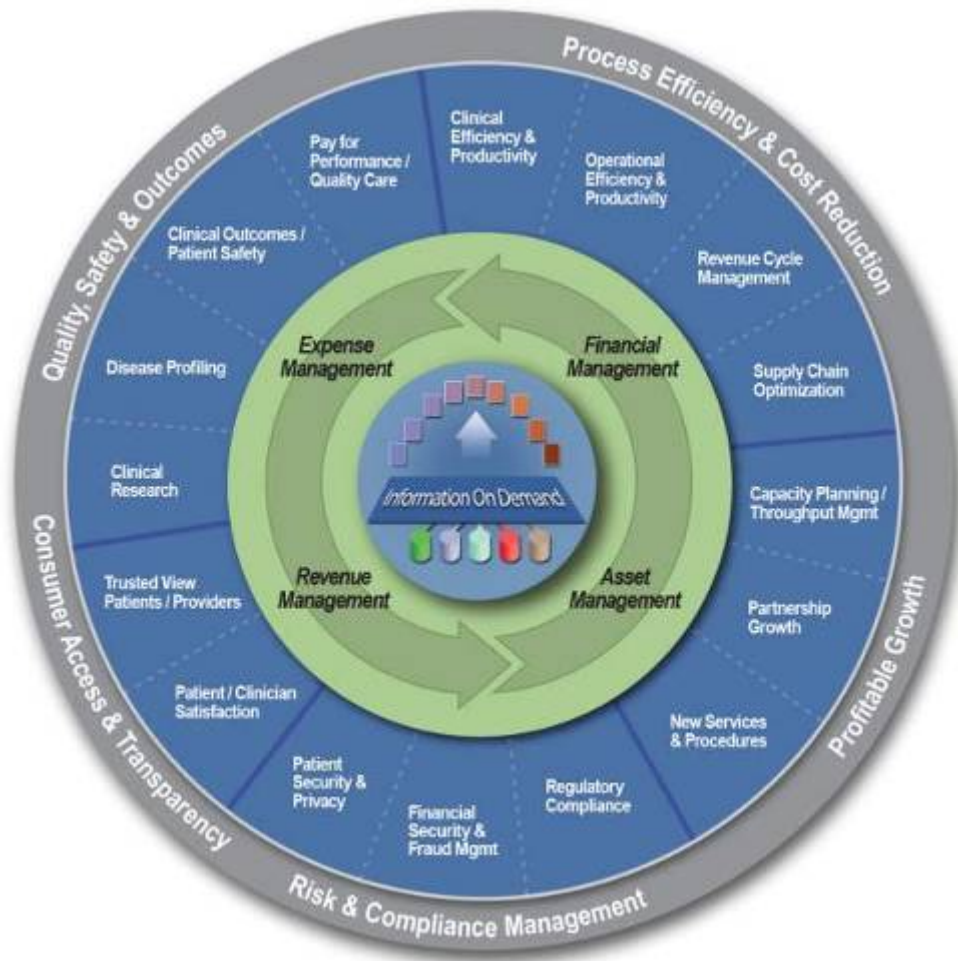 Process Efficiency & Cost Reduction
Clinical
Efficiency &
Productivity
Operational
Efficiency &
Productivity
Revenue Cycle
Management
Supply Chain
Optimization
Profitable Growth
Capacity Planning /
Throughput Mgmt
Partnership
Growth
New Services
& Procedures
Risk & Compliance Management
Regulatory
Compliance
Financial
Security &
Fraud Mgmt
Patient
Security &
Privacy
Consumer Access & Transparency
Patient / Clinician
Satisfaction
Trusted View
Patients / Providers
Quality, Safety & Outcomes
Clinical
Research
Disease Profiling
Clinical Outcomes /
Patient Safety
Pay for
Performance /
Quality Care
Expense
Management
Financial
Management
Revenue
Management
Asset
Management
Information On Demand